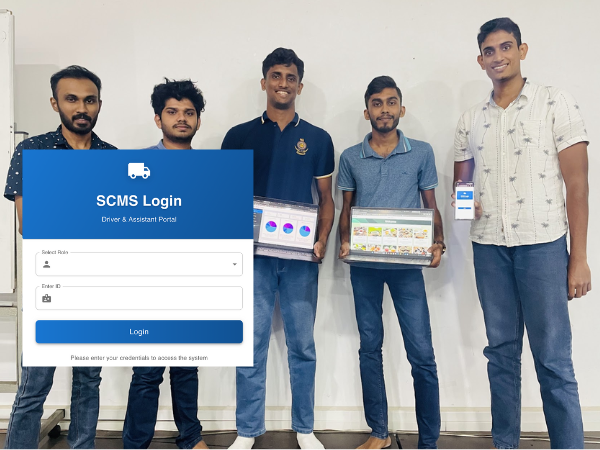 SCMS Login
Driver & Assistant Portal
Select Role
Enter ID
Login
Please enter your credentials to access the system